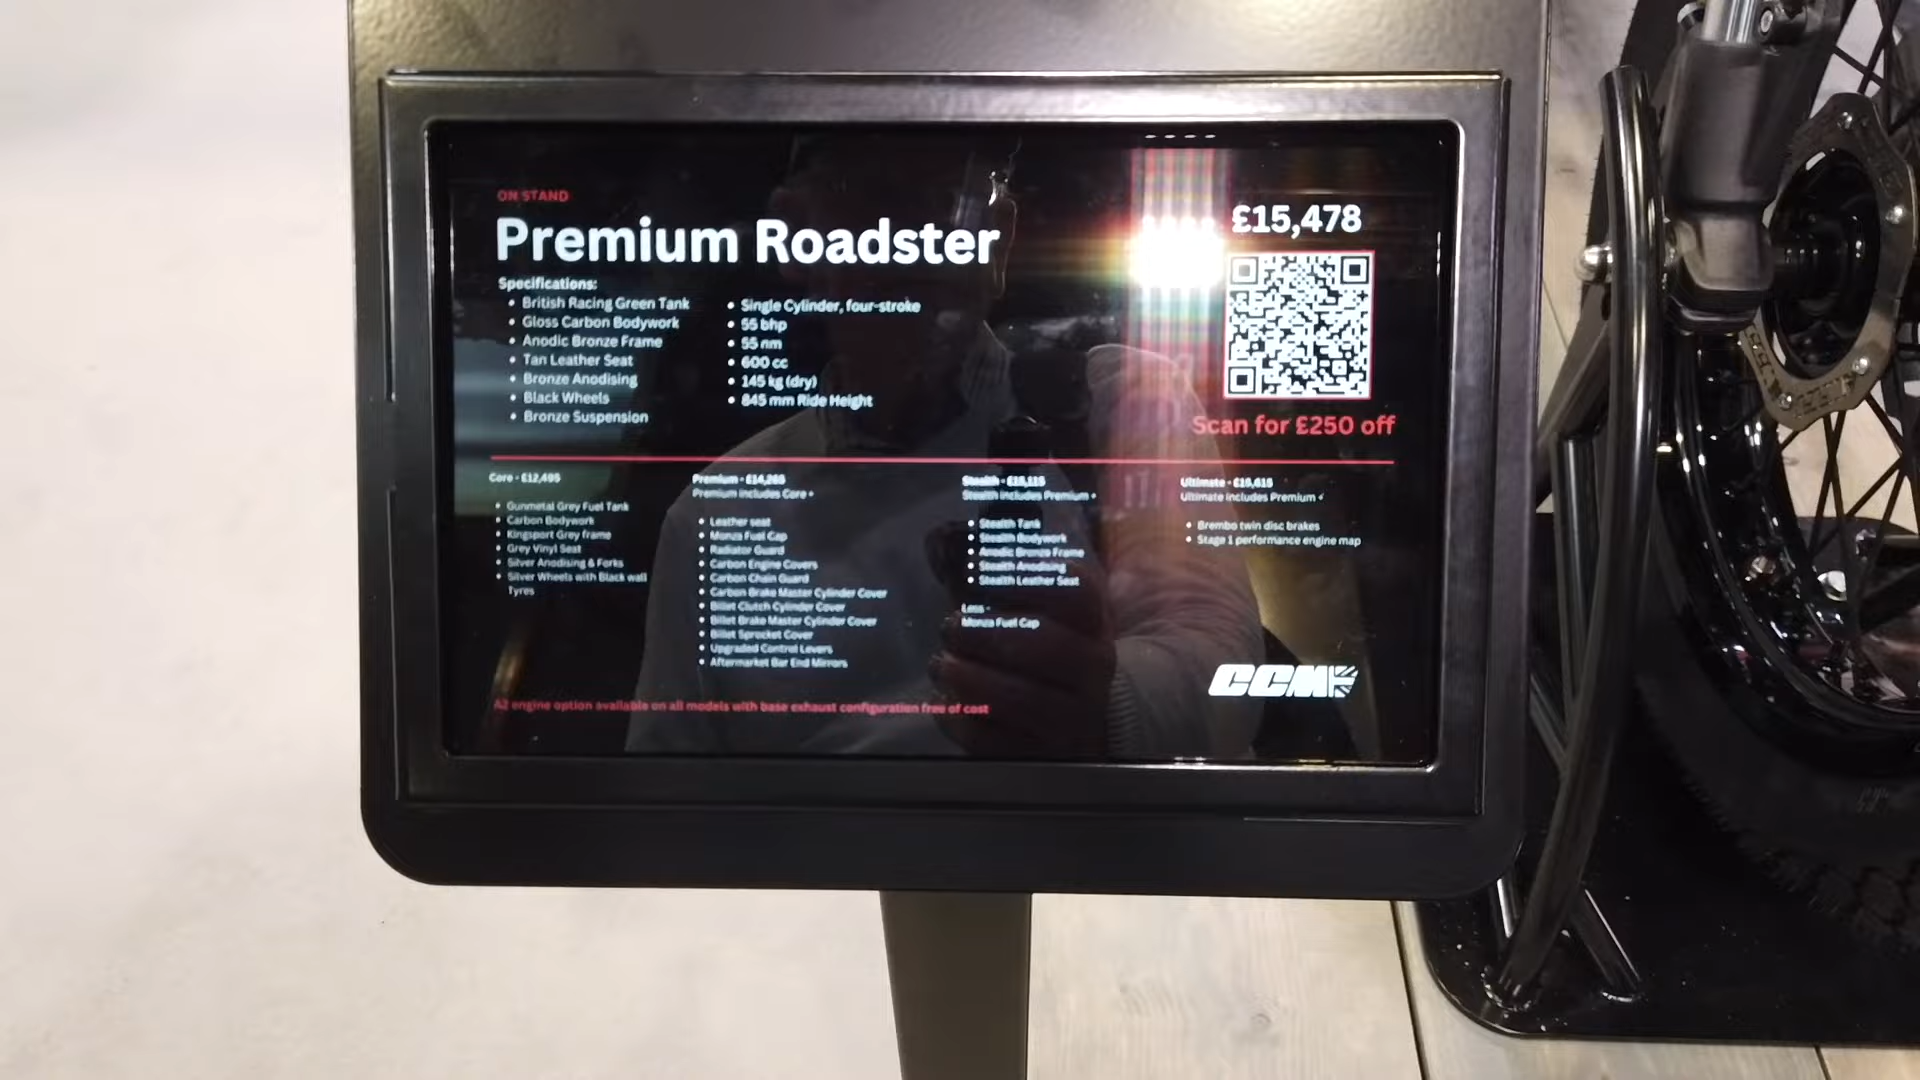 ON STAND
Premium Roadster
£15,478
Specifications:
British Racing Green Tank
Gloss Carbon Bodywork
Anodic Bronze Frame
Tan Leather Seat
Bronze Anodising
Black Wheels
Bronze Suspension
Single Cylinder, four-stroke
55 bhp
55 nm
600 cc
145 kg (dry)
845 mm Ride Height
Scan for £250 off
Core - £12,495
Gunmetal Grey Fuel Tank
Carbon Bodywork
Kingsport Grey frame
Grey Vinyl Seat
Silver Anodising & Forks
Silver Wheels with Black wall
Tyres
Premium - £14,265
Premium includes Core +
Leather seat
Monza Fuel Cap
Radiator Guard
Carbon Engine Covers
Carbon Chain Guard
Carbon Brake Master Cylinder Cover
Billet Clutch Cylinder Cover
Billet Brake Master Cylinder Cover
Billet Sprocket Cover
Upgraded Control Levers
Aftermarket Bar End Mirrors
Stealth -
Stealth includes Premium +
Stealth Tank
Stealth Bodywork
Anodic Bronze Frame
Stealth Anodising
Stealth Leather Seat
Less -
Monza Fuel Cap
Ultimate -
Ultimate includes Premium +
Brembo twin disc brakes
Stage 1 performance engine map
A2 engine option available on all models with base exhaust configuration free of cost
CCM